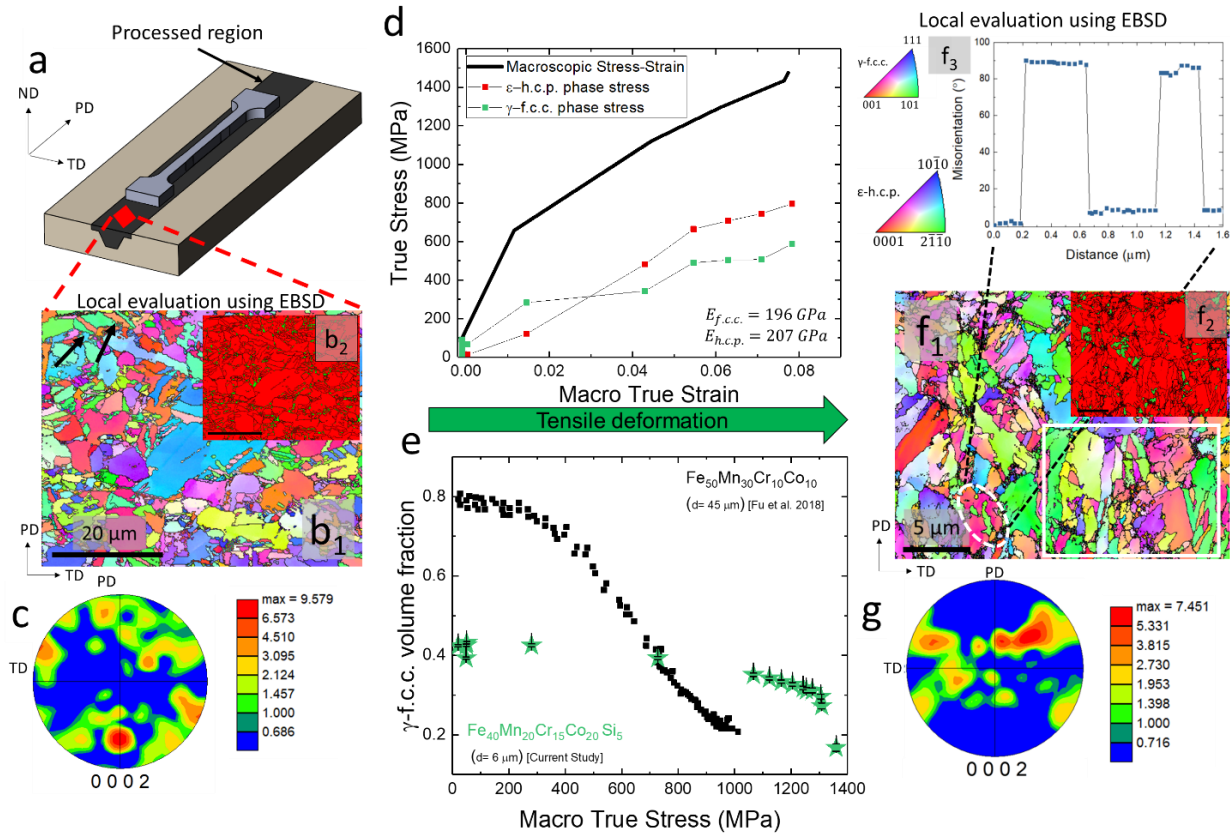 Processed region
a
ND
PD
TD
Local evaluation using EBSD
b2
20 μm
b1
PD
TD
c
PD
TD
max = 9.579
6.573
4.510
3.095
2.124
1.457
1.000
0.686
0 0 0 2
d
1600
1400
1200
1000
800
600
400
200
0
True Stress (MPa)
Macroscopic Stress-Strain
ε–h.c.p. phase stress
γ–f.c.c. phase stress
E_f.c.c. = 196 GPa
E_h.c.p. = 207 GPa
0.00 0.02 0.04 0.06 0.08
Macro True Strain
Tensile deformation
e
0.8
0.6
0.4
0.2
γ-f.c.c. volume fraction
Fe50Mn30Cr10Co10
(d= 45 μm) [Fu et al. 2018]
Fe40Mn20Cr15Co20 Si5
(d= 6 μm) [Current Study]
0 200 400 600 800 1000 1200 1400
Macro True Stress (MPa)
Local evaluation using EBSD
111
γ-f.c.c.
001 101
101̄0
ε-h.c.p.
0001 2̄1̄1̄0
f3
100
80
60
40
20
0
Misorientation (°)
0.0 0.2 0.4 0.6 0.8 1.0 1.2 1.4 1.6
Distance (μm)
f1
f2
5 μm
PD
TD
g
PD
TD
max = 7.451
5.331
3.815
2.730
1.953
1.398
1.000
0.716
0 0 0 2